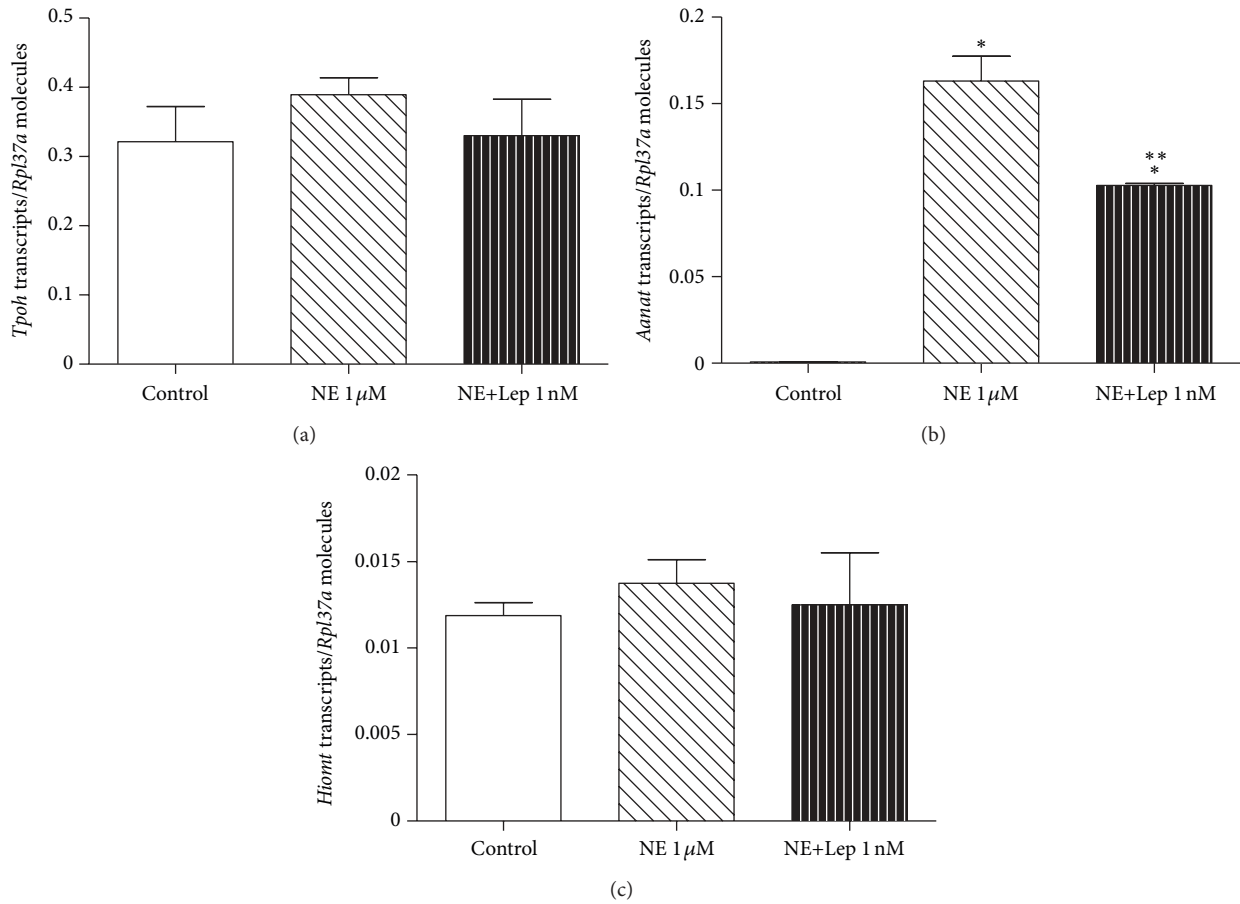 Tpoh transcripts/Rpl37a molecules
0.5
0.4
0.3
0.2
0.1
0
Control
NE 1 μM
NE+Lep 1 nM
(a)
Aanat transcripts/Rpl37a molecules
0.2
0.15
0.1
0.05
0
*
**
*
Control
NE 1 μM
NE+Lep 1 nM
(b)
Hiomt transcripts/Rpl37a molecules
0.02
0.015
0.01
0.005
0
Control
NE 1 μM
NE+Lep 1 nM
(c)